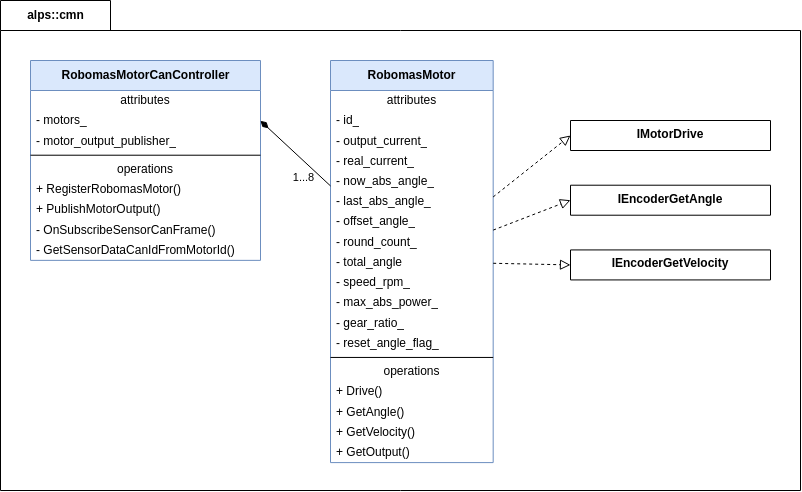 alps::cmn
RobomasMotorCanController
attributes
- motors_
- motor_output_publisher_
operations
+ RegisterRobomasMotor()
+ PublishMotorOutput()
- OnSubscribeSensorCanFrame()
- GetSensorDataCanIdFromMotorId()
1...8
RobomasMotor
attributes
- id_
- output_current_
- real_current_
- now_abs_angle_
- last_abs_angle_
- offset_angle_
- round_count_
- total_angle
- speed_rpm_
- max_abs_power_
- gear_ratio_
- reset_angle_flag_
operations
+ Drive()
+ GetAngle()
+ GetVelocity()
+ GetOutput()
IMotorDrive
IEncoderGetAngle
IEncoderGetVelocity